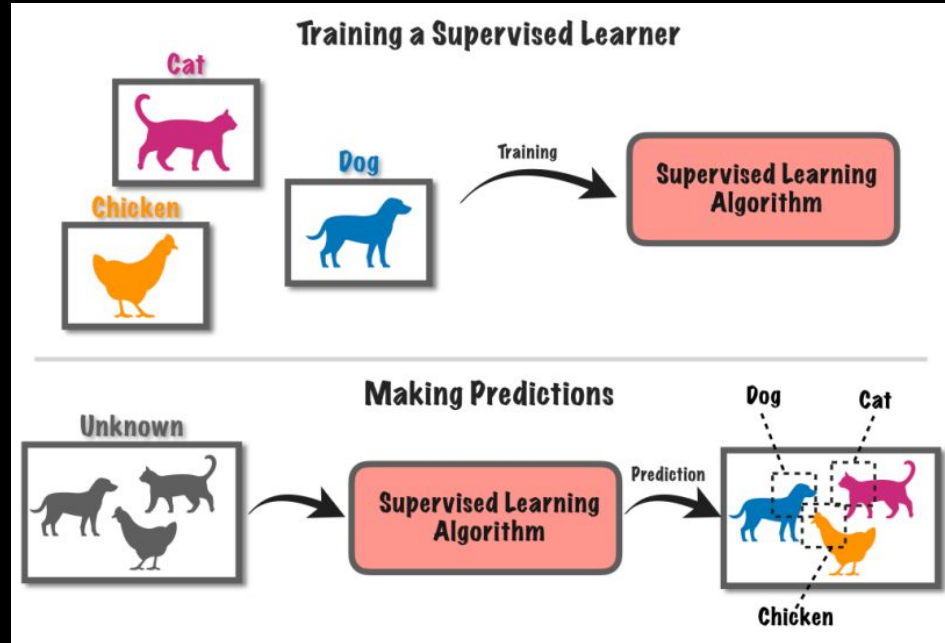 Training a Supervised Learner
Cat
Dog
Chicken
Training
Supervised Learning
Algorithm
Making Predictions
Unknown
Supervised Learning
Algorithm
Prediction
Dog
Cat
Chicken